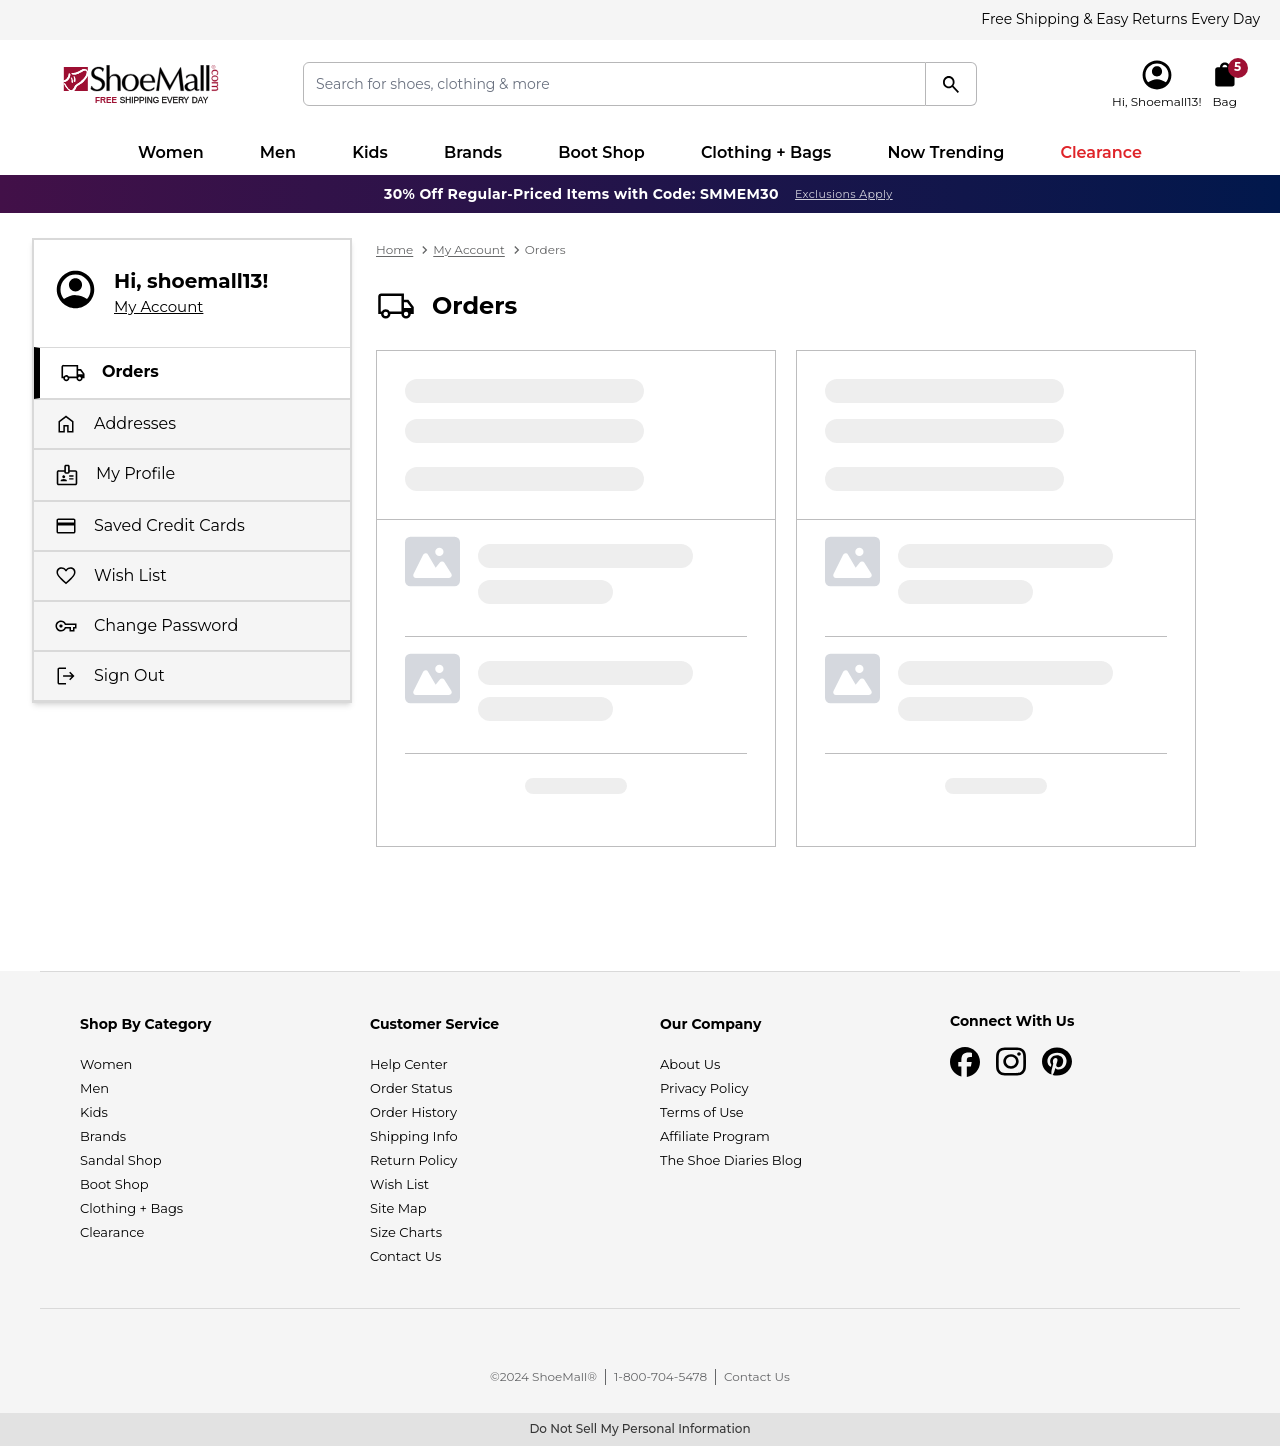 Free Shipping & Easy Returns Every Day
ShoeMall.com
FREE SHIPPING EVERY DAY
Search for shoes, clothing & more
5
Hi, Shoemall13!
Bag
Women
Men
Kids
Brands
Boot Shop
Clothing + Bags
Now Trending
Clearance
30% Off Regular-Priced Items with Code: SMMEM30 Exclusions Apply
Hi, shoemall13!
My Account
Orders
Addresses
My Profile
Saved Credit Cards
Wish List
Change Password
Sign Out
Home > My Account > Orders
Orders
Shop By Category
Women
Men
Kids
Brands
Sandal Shop
Boot Shop
Clothing + Bags
Clearance
Customer Service
Help Center
Order Status
Order History
Shipping Info
Return Policy
Wish List
Site Map
Size Charts
Contact Us
Our Company
About Us
Privacy Policy
Terms of Use
Affiliate Program
The Shoe Diaries Blog
Connect With Us
©2024 ShoeMall® | 1-800-704-5478 | Contact Us
Do Not Sell My Personal Information